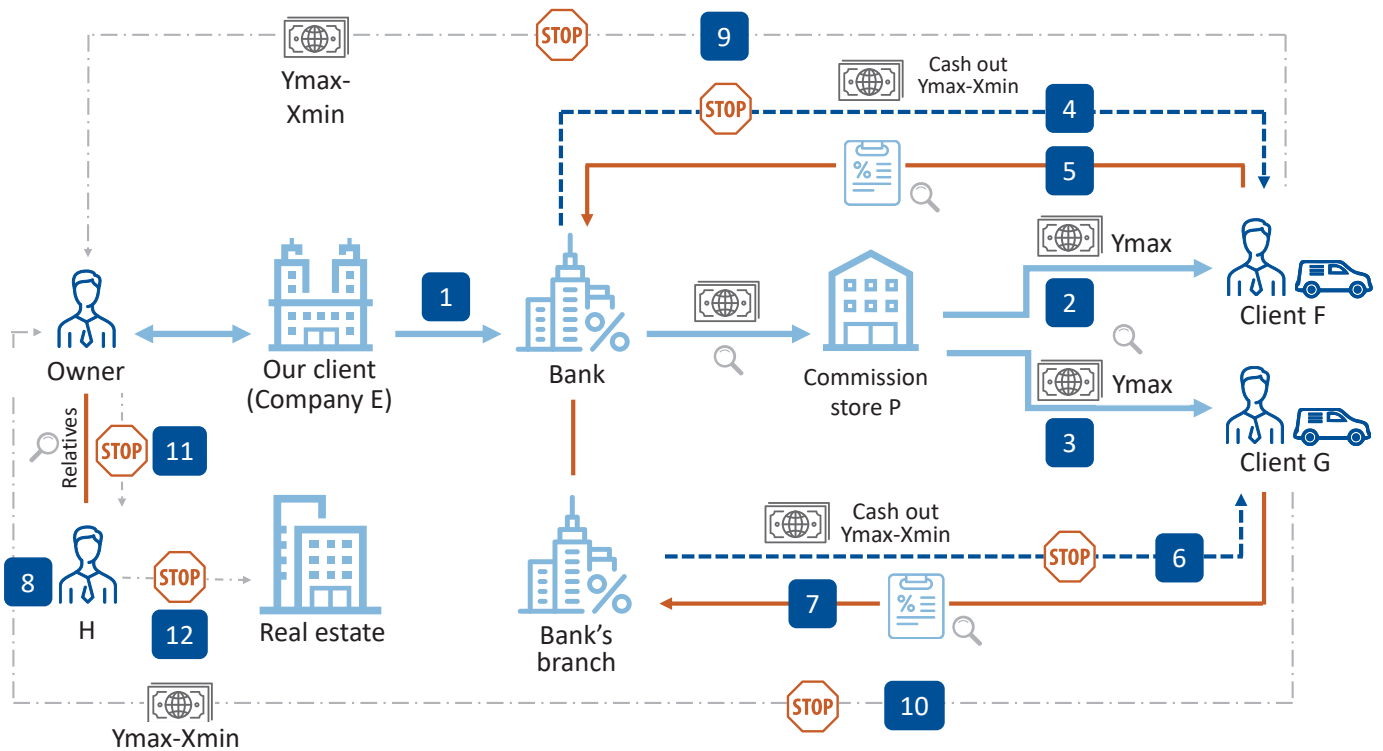 STOP
9
Ymax-
Xmin
Cash out
Ymax-Xmin
STOP
4
5
%
Ymax
1
2
%
Client F
Owner
Our client
(Company E)
Bank
Commission
store P
Ymax
3
Relatives
STOP
11
Client G
Cash out
Ymax-Xmin
STOP
6
8
STOP
%
7
%
H
12
Real estate
Bank's
branch
STOP
10
Ymax-Xmin